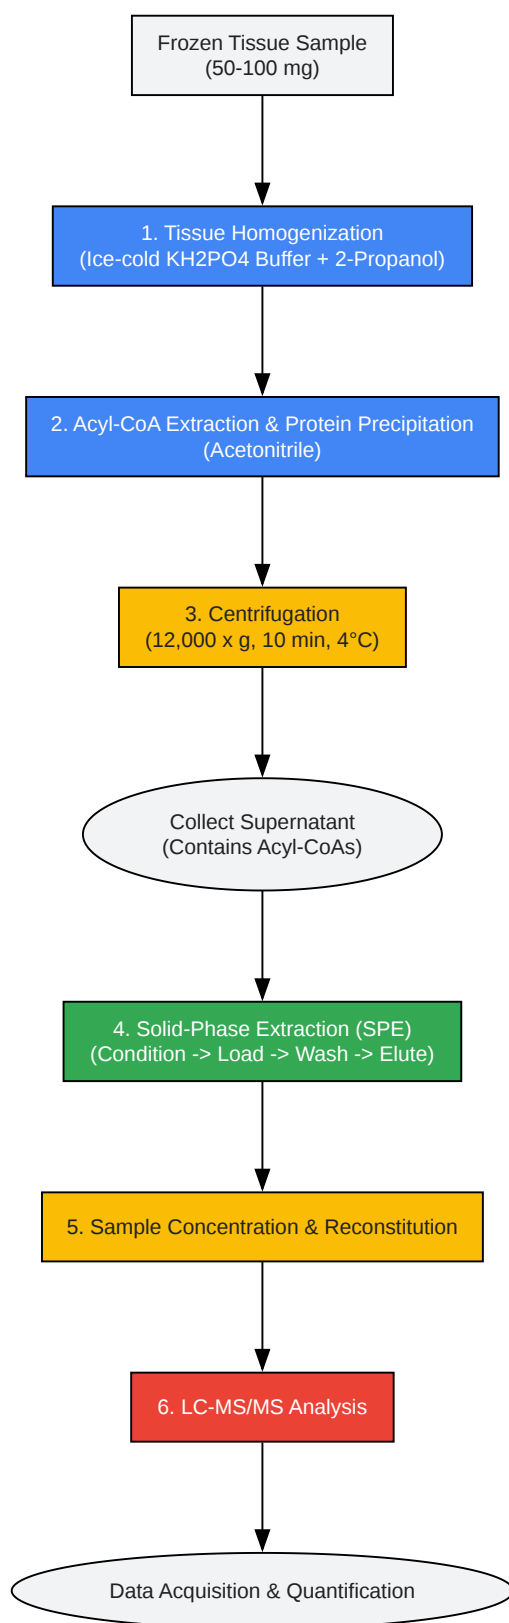 Frozen Tissue Sample
(50-100 mg)
1. Tissue Homogenization
(Ice-cold KH2PO4 Buffer + 2-Propanol)
2. Acyl-CoA Extraction & Protein Precipitation
(Acetonitrile)
3. Centrifugation
(12,000 x g, 10 min, 4°C)
Collect Supernatant
(Contains Acyl-CoAs)
4. Solid-Phase Extraction (SPE)
(Condition -> Load -> Wash -> Elute)
5. Sample Concentration & Reconstitution
6. LC-MS/MS Analysis
Data Acquisition & Quantification